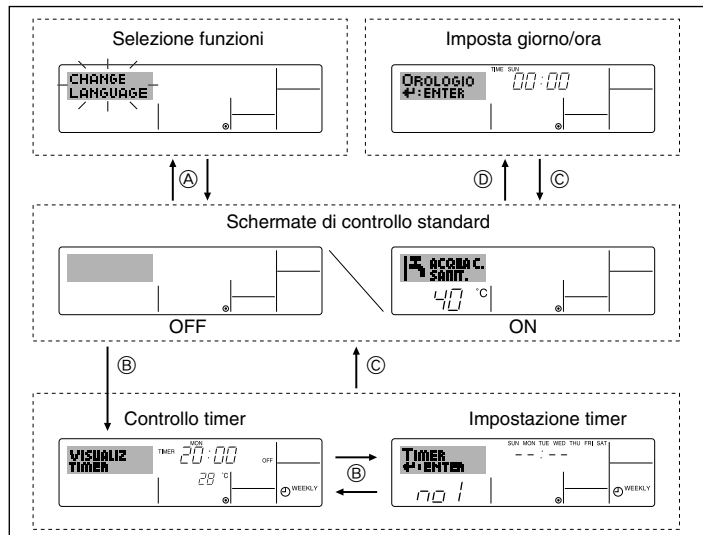 Selezione funzioni
CHANGE
LANGUAGE
Imposta giorno/ora
TIME SUN
OROLOGIO 00:00
↵:ENTER
Ⓐ Ⓓ Ⓒ
Schermate di controllo standard
OFF
ACQUA C.
SANIT.
40 °C
ON
Ⓑ Ⓒ
Controllo timer
MON
VISUALIZ TIMER 20:00 OFF
TIMER
28 °C
WEEKLY
Ⓑ
Impostazione timer
SUN MON TUE WED THU FRI SAT
TIMER --:--
↵:ENTER
no 1
WEEKLY